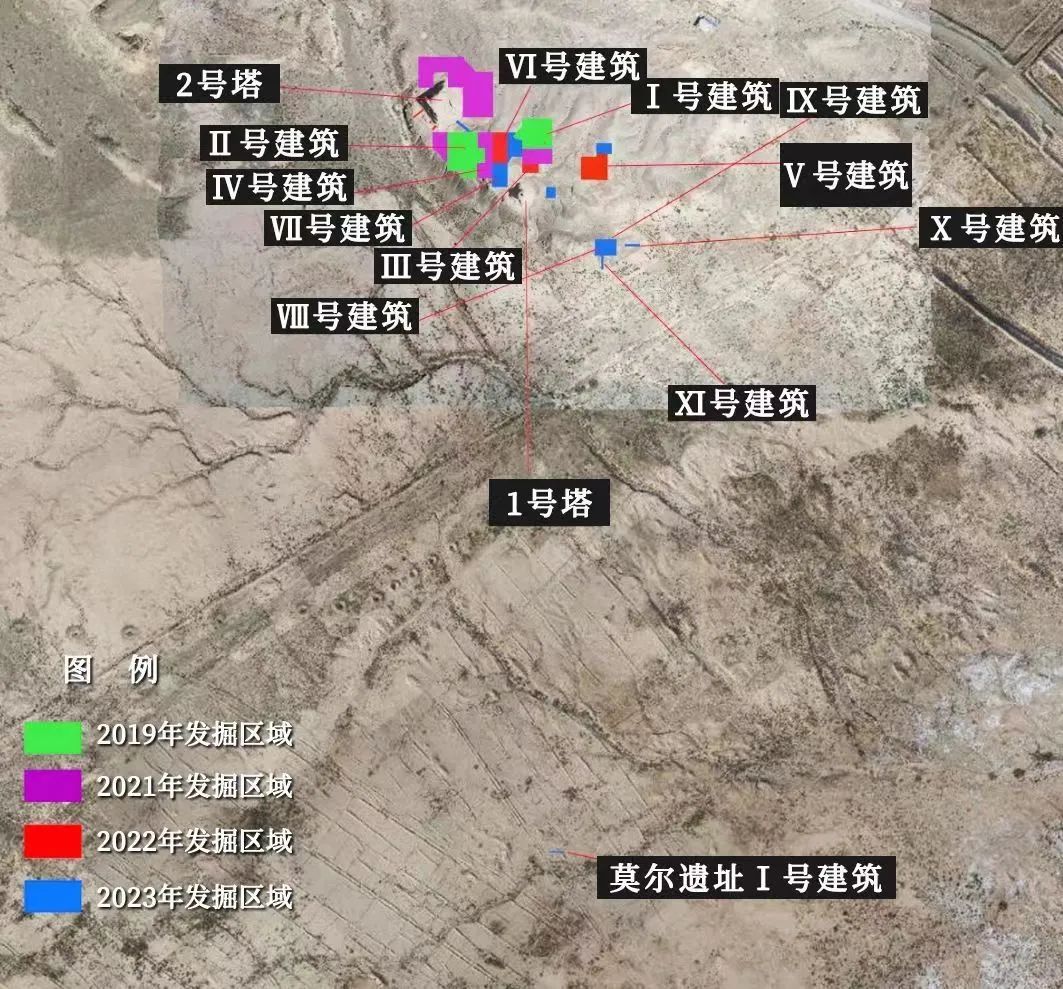 Ⅵ号建筑
2号塔
Ⅰ号建筑
Ⅸ号建筑
Ⅱ号建筑
Ⅴ号建筑
Ⅳ号建筑
Ⅶ号建筑
Ⅹ号建筑
Ⅲ号建筑
Ⅷ号建筑
Ⅺ号建筑
1号塔
图 例
2019年发掘区域
2021年发掘区域
2022年发掘区域
2023年发掘区域
莫尔遗址Ⅰ号建筑